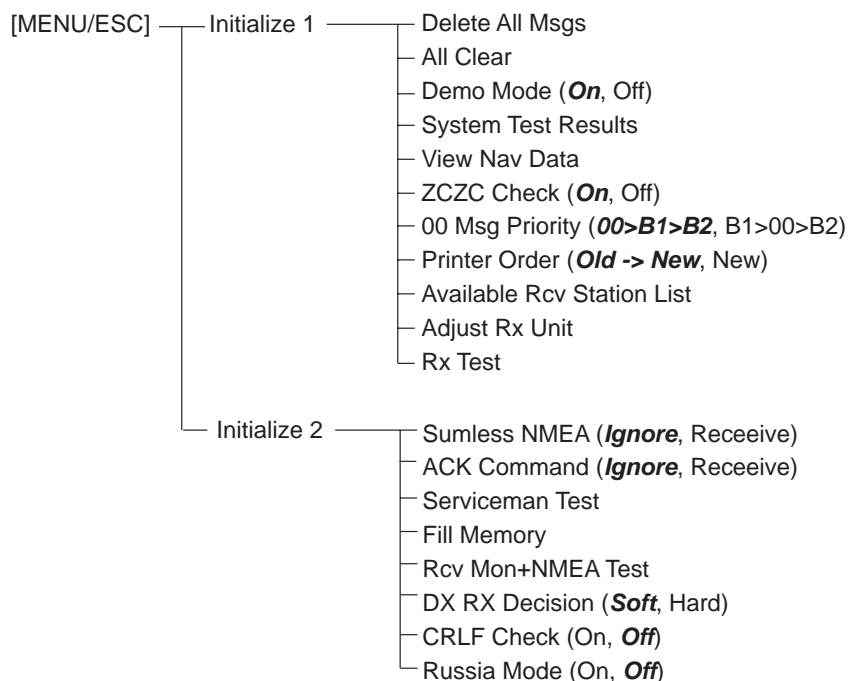 [MENU/ESC]
Initialize 1
Delete All Msgs
All Clear
Demo Mode (On, Off)
System Test Results
View Nav Data
ZCZC Check (On, Off)
00 Msg Priority (00>B1>B2, B1>00>B2)
Printer Order (Old -> New, New)
Available Rcv Station List
Adjust Rx Unit
Rx Test
Initialize 2
Sumless NMEA (Ignore, Receeive)
ACK Command (Ignore, Receeive)
Serviceman Test
Fill Memory
Rcv Mon+NMEA Test
DX RX Decision (Soft, Hard)
CRLF Check (On, Off)
Russia Mode (On, Off)